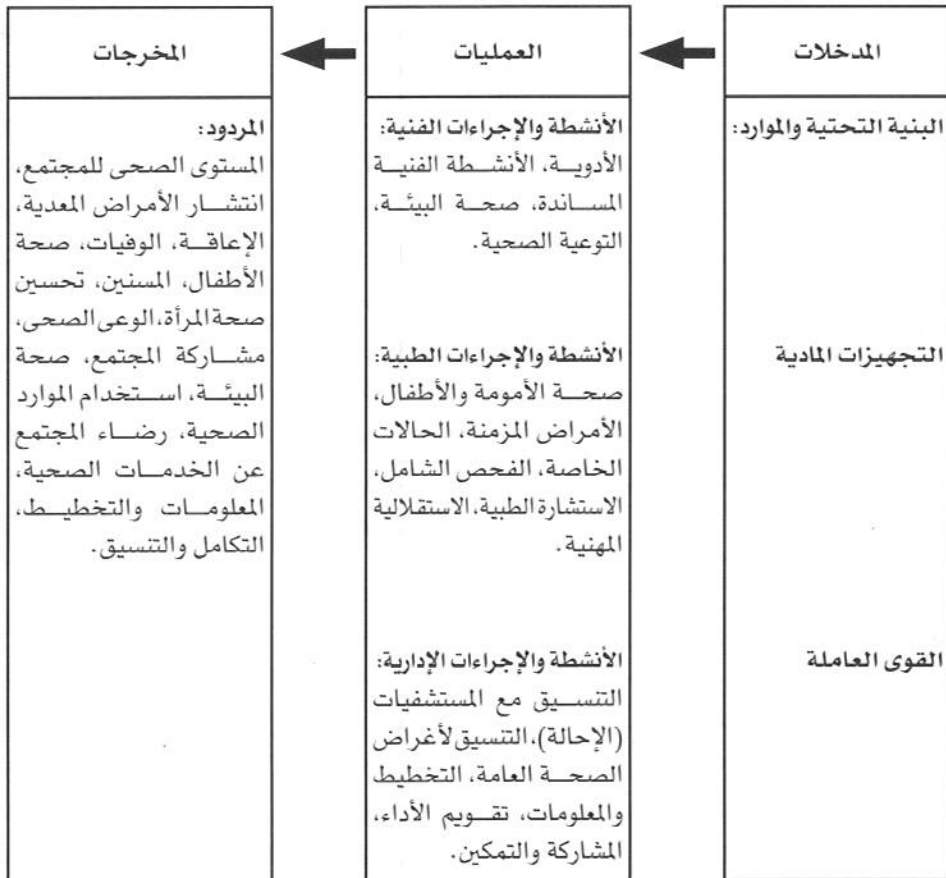 المدخلات
البنية التحتية والموارد:
التجهيزات المادية
القوى العاملة
العمليات
الأنشطة والإجراءات الفنية:
الأدوية، الأنشطة الفنية
المساندة، صحة البيئة،
التوعية الصحية.
الأنشطة والإجراءات الطبية:
صحة الأمومة والأطفال،
الأمراض المزمنة، الحالات
الخاصة، الفحص الشامل،
الاستشارة الطبية، الاستقلالية
المهنية.
الأنشطة والإجراءات الإدارية:
التنسيق مع المستشفيات
(الإحالة)، التنسيق لأغراض
الصحة العامة، التخطيط
والمعلومات، تقويم الأداء،
المشاركة والتمكين.
المخرجات
المردود:
المستوى الصحى للمجتمع،
انتشار الأمراض المعدية،
الإعاقة، الوفيات، صحة
الأطفال، المسنين، تحسين
صحة المرأة، الوعى الصحى،
مشاركة المجتمع، صحة
البيئة، استخدام الموارد
الصحية، رضاء المجتمع
عن الخدمات الصحية،
المعلومات والتخطيط،
التكامل والتنسيق.